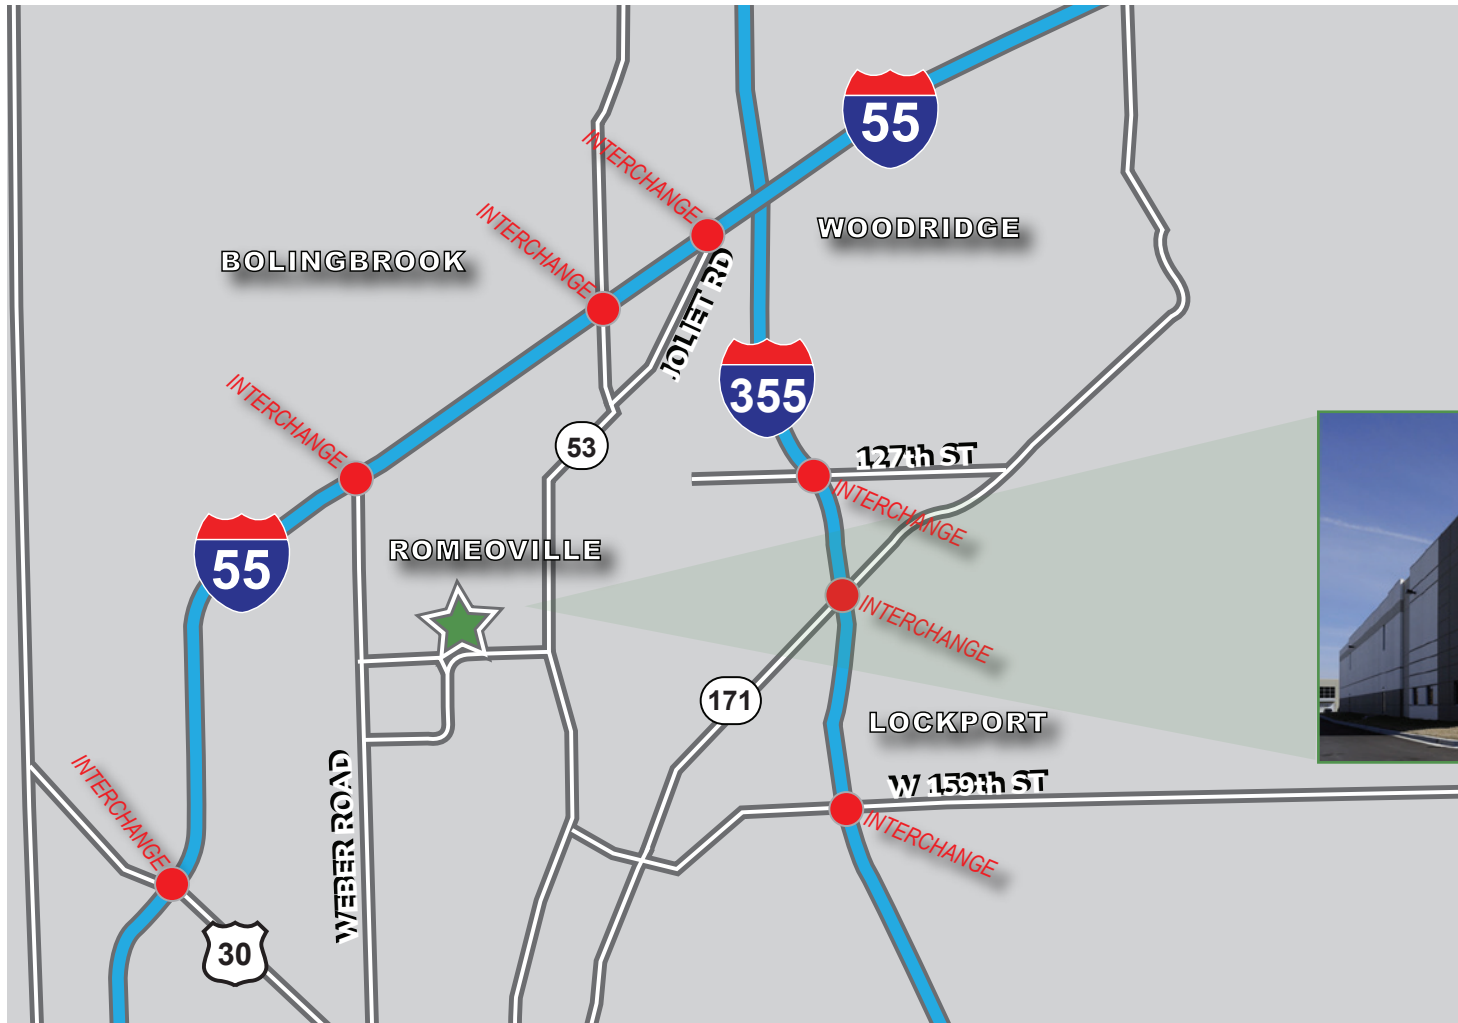 55
INTERCHANGE
INTERCHANGE
WOODRIDGE
BOLINGBROOK
JOLIET RD
355
INTERCHANGE
53
127th ST
INTERCHANGE
55
ROMEOVILLE
INTERCHANGE
171
LOCKPORT
W 159th ST
INTERCHANGE
WEBER ROAD
INTERCHANGE
30